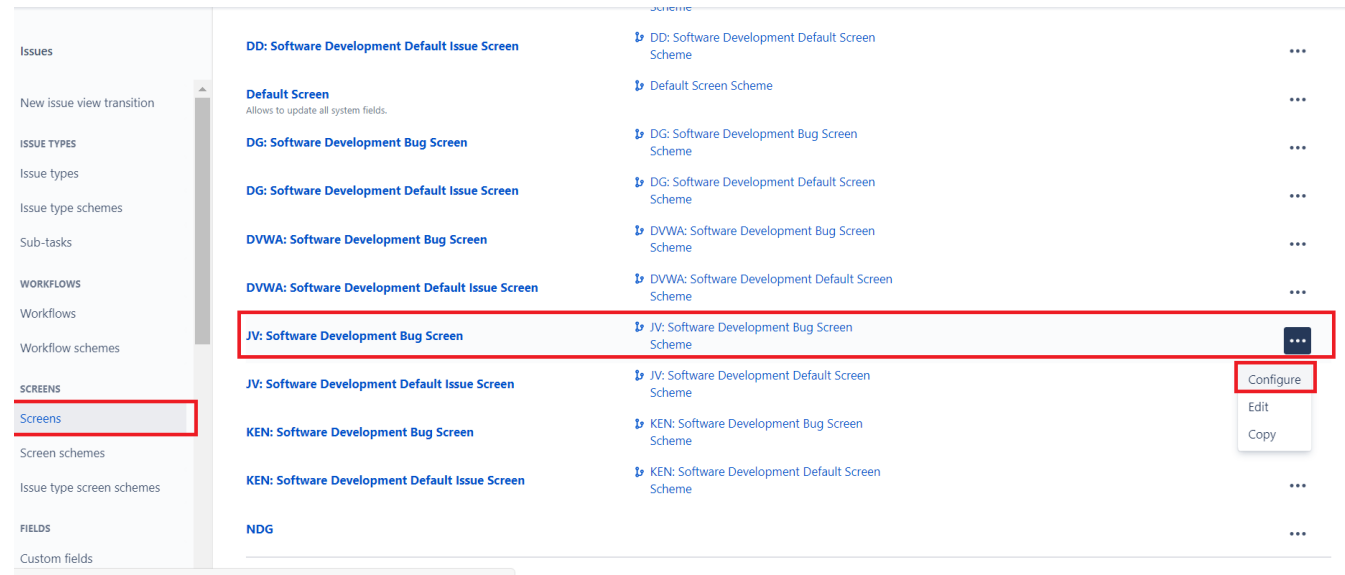 Scheme
Issues
New issue view transition
ISSUE TYPES
Issue types
Issue type schemes
Sub-tasks
WORKFLOWS
Workflows
Workflow schemes
SCREENS
Screens
Screen schemes
Issue type screen schemes
FIELDS
Custom fields
DD: Software Development Default Issue Screen
DD: Software Development Default Screen
Scheme
Default Screen
Allows to update all system fields.
Default Screen Scheme
DG: Software Development Bug Screen
DG: Software Development Bug Screen
Scheme
DG: Software Development Default Issue Screen
DG: Software Development Default Screen
Scheme
DVWA: Software Development Bug Screen
DVWA: Software Development Bug Screen
Scheme
DVWA: Software Development Default Issue Screen
DVWA: Software Development Default Screen
Scheme
JV: Software Development Bug Screen
JV: Software Development Bug Screen
Scheme
JV: Software Development Default Issue Screen
JV: Software Development Default Screen
Scheme
Configure
Edit
Copy
KEN: Software Development Bug Screen
KEN: Software Development Bug Screen
Scheme
KEN: Software Development Default Issue Screen
KEN: Software Development Default Screen
Scheme
NDG